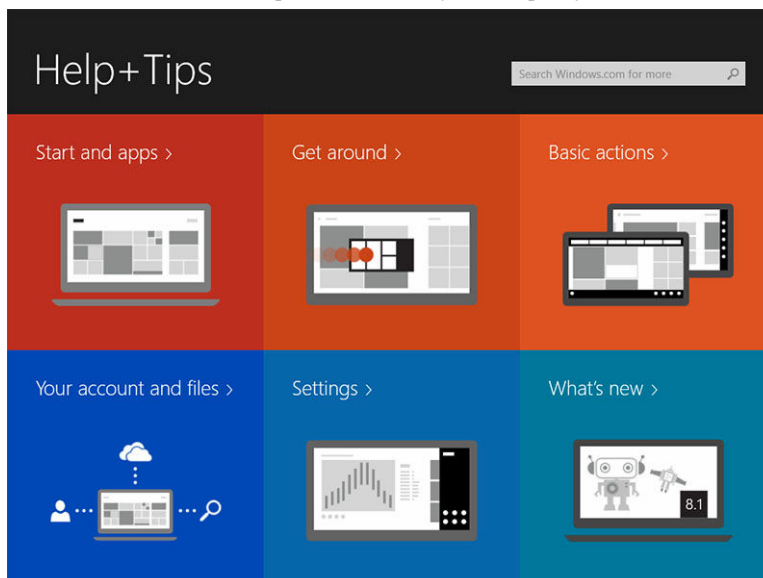 Help+Tips
Search Windows.com for more
Start and apps >
Get around >
Basic actions >
Your account and files >
Settings >
What's new >
8.1